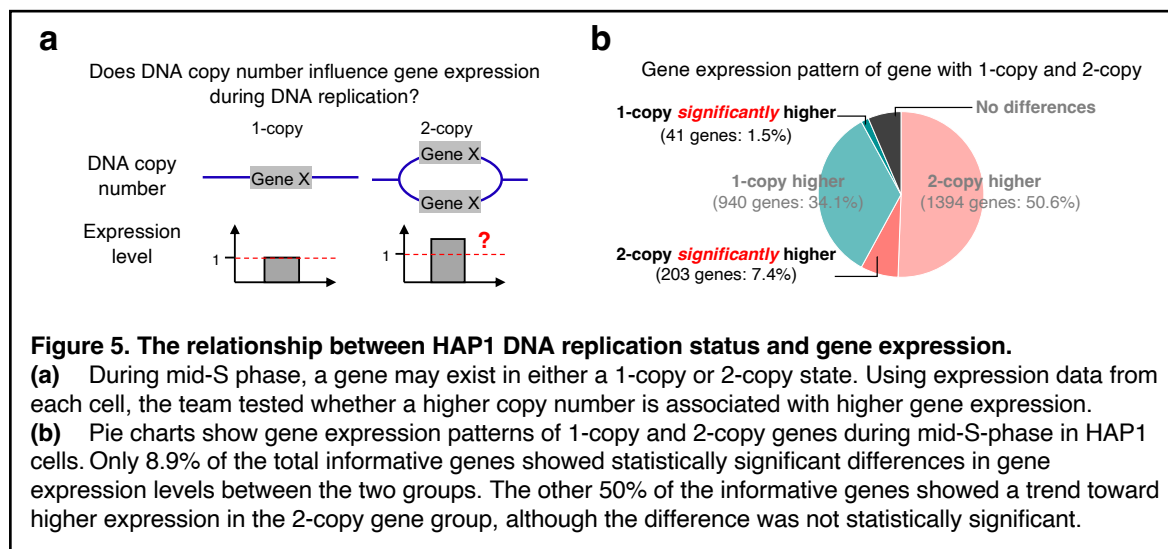 a
Does DNA copy number influence gene expression
during DNA replication?
1-copy
2-copy
DNA copy
number
Gene X
Gene X
Gene X
Expression
level
1
1
?
b
Gene expression pattern of gene with 1-copy and 2-copy
1-copy significantly higher
(41 genes: 1.5%)
No differences
1-copy higher
(940 genes: 34.1%)
2-copy higher
(1394 genes: 50.6%)
2-copy significantly higher
(203 genes: 7.4%)
Figure 5. The relationship between HAP1 DNA replication status and gene expression.
(a) During mid-S phase, a gene may exist in either a 1-copy or 2-copy state. Using expression data from
each cell, the team tested whether a higher copy number is associated with higher gene expression.
(b) Pie charts show gene expression patterns of 1-copy and 2-copy genes during mid-S-phase in HAP1
cells. Only 8.9% of the total informative genes showed statistically significant differences in gene
expression levels between the two groups. The other 50% of the informative genes showed a trend toward
higher expression in the 2-copy gene group, although the difference was not statistically significant.